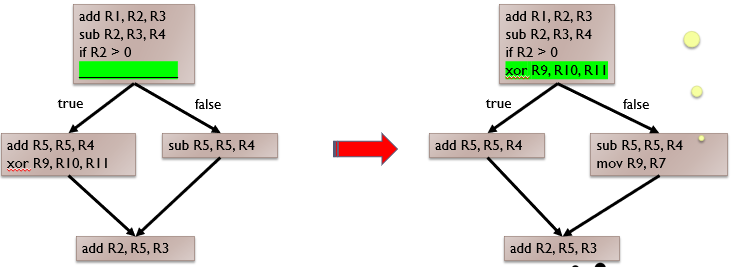 add R1, R2, R3
sub R2, R3, R4
if R2 > 0
true
false
add R5, R5, R4
xor R9, R10, R11
sub R5, R5, R4
add R2, R5, R3
add R1, R2, R3
sub R2, R3, R4
if R2 > 0
xor R9, R10, R11
true
false
add R5, R5, R4
sub R5, R5, R4
mov R9, R7
add R2, R5, R3